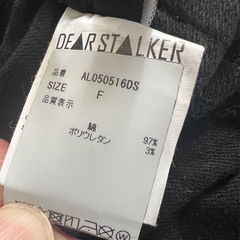 DEARSTALKER
品番 AL050516DS
SIZE F
品質表示
綿 97%
ポリウレタン 3%